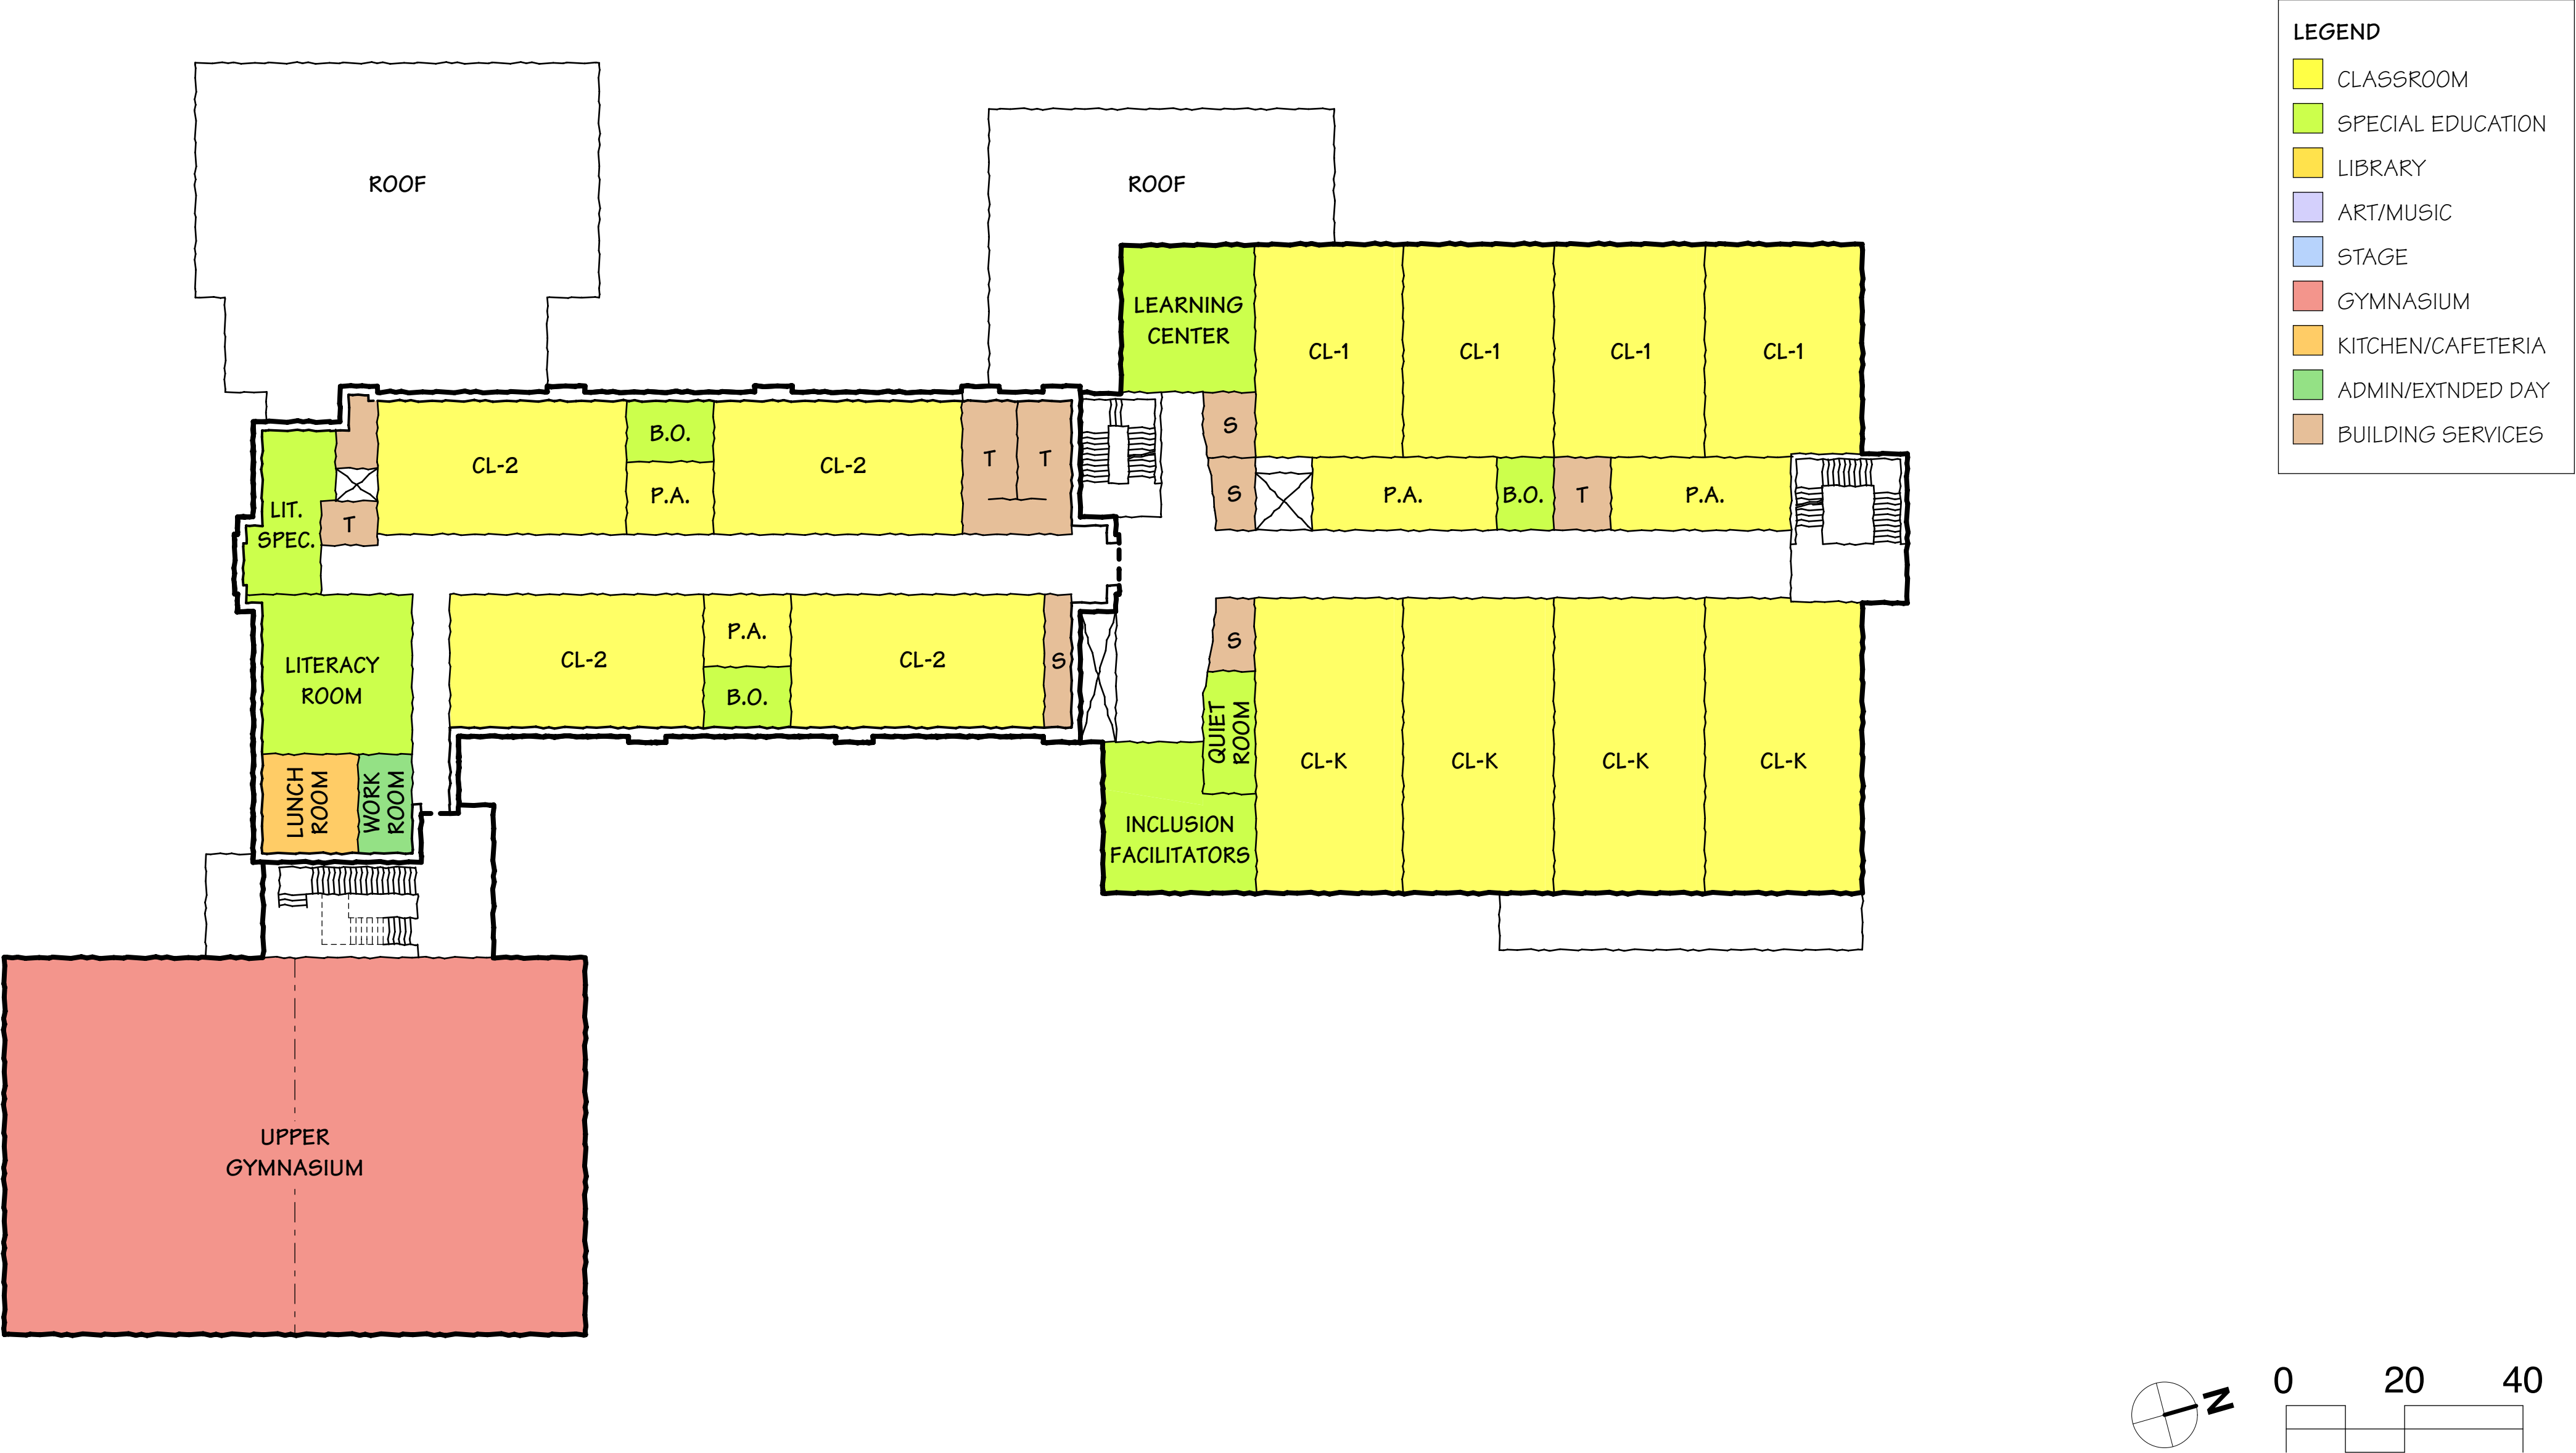 LEGEND
CLASSROOM
SPECIAL EDUCATION
LIBRARY
ART/MUSIC
STAGE
GYMNASIUM
KITCHEN/CAFETERIA
ADMIN/EXTNDED DAY
BUILDING SERVICES
ROOF
ROOF
LEARNING
CENTER
CL-1
CL-1
CL-1
CL-1
S
S
P.A.
B.O.
T
P.A.
CL-2
B.O.
P.A.
CL-2
T
T
LIT.
SPEC.
T
LITERACY
ROOM
CL-2
P.A.
B.O.
CL-2
S
S
QUIET
ROOM
CL-K
CL-K
CL-K
CL-K
LUNCH
ROOM
WORK
ROOM
INCLUSION
FACILITATORS
UPPER
GYMNASIUM
N
0 20 40